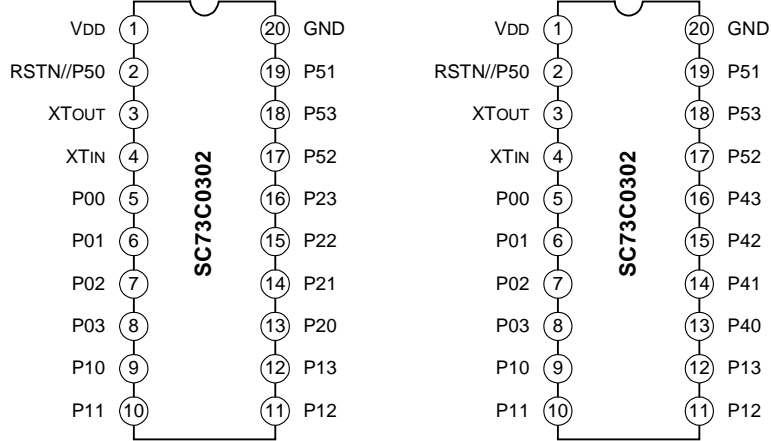 VDD 1 20 GND
RSTN//P50 2 19 P51
XTOUT 3 18 P53
XTIN 4 17 P52
P00 5 16 P23
P01 6 15 P22
P02 7 14 P21
P03 8 13 P20
P10 9 12 P13
P11 10 11 P12
SC73C0302
VDD 1 20 GND
RSTN//P50 2 19 P51
XTOUT 3 18 P53
XTIN 4 17 P52
P00 5 16 P43
P01 6 15 P42
P02 7 14 P41
P03 8 13 P40
P10 9 12 P13
P11 10 11 P12
SC73C0302